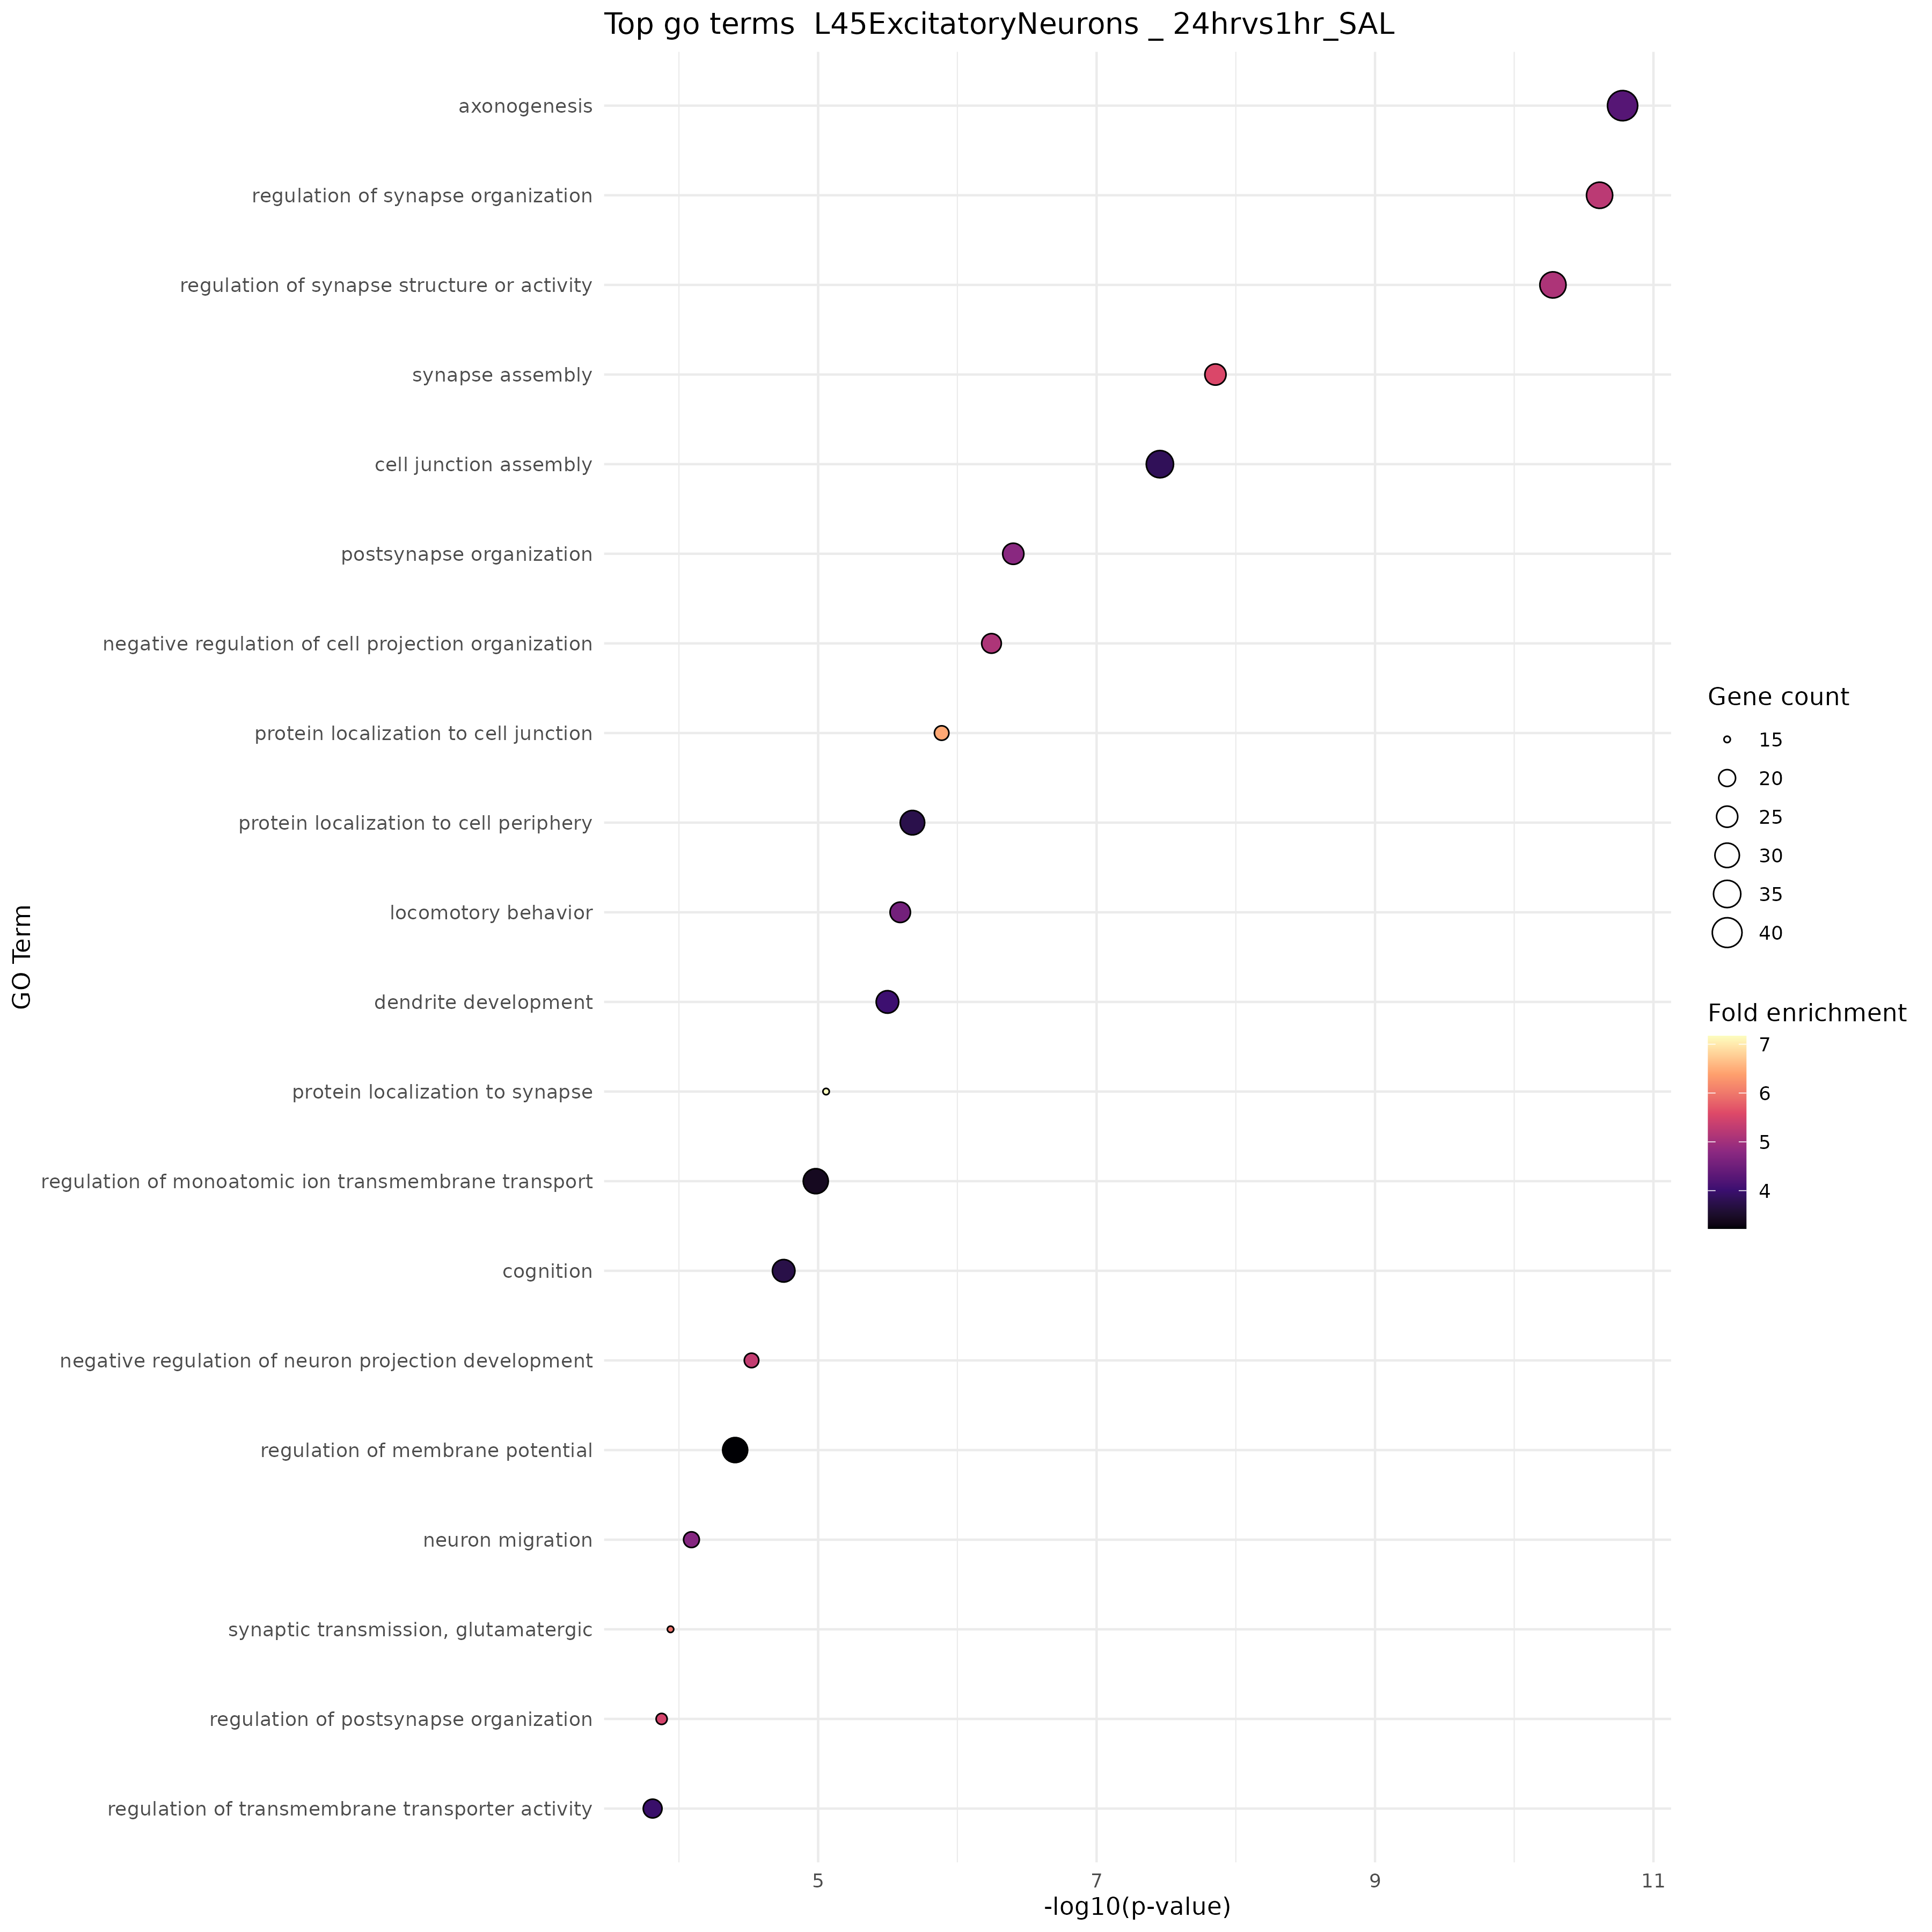 Top go terms  L45ExcitatoryNeurons _ 24hrvs1hr_SAL
axonogenesis
regulation of synapse organization
regulation of synapse structure or activity
synapse assembly
cell junction assembly
postsynapse organization
negative regulation of cell projection organization
protein localization to cell junction
protein localization to cell periphery
locomotory behavior
dendrite development
protein localization to synapse
regulation of monoatomic ion transmembrane transport
cognition
negative regulation of neuron projection development
regulation of membrane potential
neuron migration
synaptic transmission, glutamatergic
regulation of postsynapse organization
regulation of transmembrane transporter activity
GO Term
5 7 9 11
-log10(p-value)
Gene count
15
20
25
30
35
40
Fold enrichment
7
6
5
4